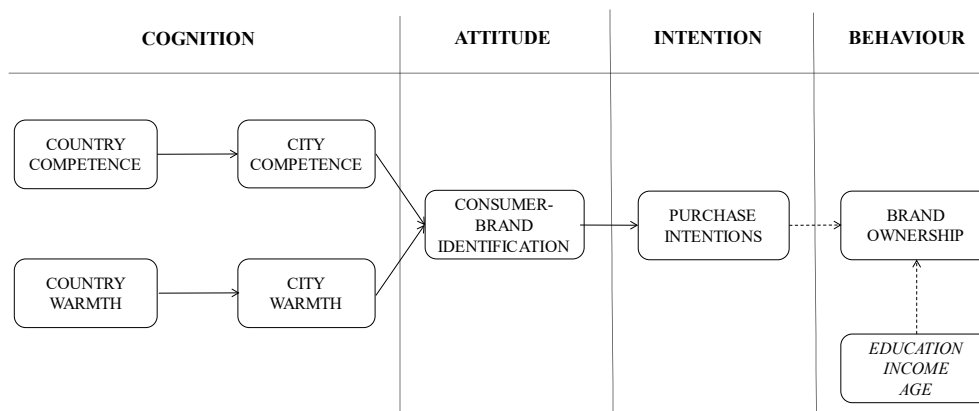 COGNITION
ATTITUDE
INTENTION
BEHAVIOUR
COUNTRY
COMPETENCE
CITY
COMPETENCE
CONSUMER-
BRAND
IDENTIFICATION
PURCHASE
INTENTIONS
BRAND
OWNERSHIP
COUNTRY
WARMTH
CITY
WARMTH
EDUCATION
INCOME
AGE